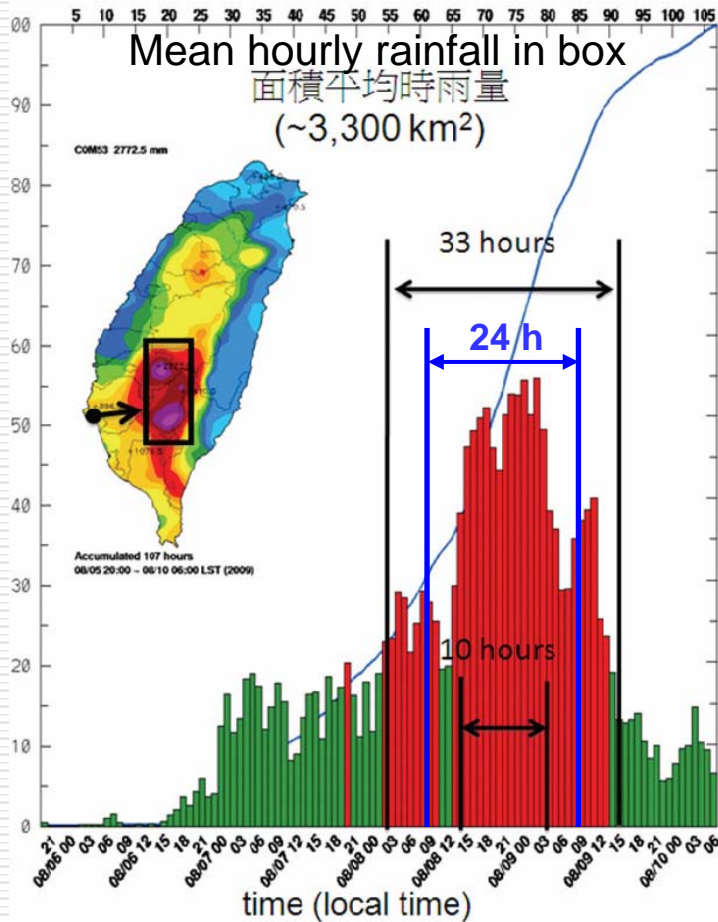 5 10 15 20 25 30 35 40 45 50 55 60 65 70 75 80 85 90 95 100 105
Mean hourly rainfall in box
面積平均時雨量
(~3,300 km²)
COM53 2772.5 mm
33 hours
24 h
10 hours
Accumulated 107 hours
08/05 20:00 ~ 08/10 06:00 LST (2009)
00
90
80
70
60
50
40
30
20
10
0
21 08/06 00 03 06 08/06 12 15 18 21 08/07 00 03 06 09 08/07 12 15 18 21 08/08 00 03 06 09 08/08 12 15 18 21 08/09 00 03 06 09 08/09 12 15 18 21 08/10 00 03 06
time (local time)